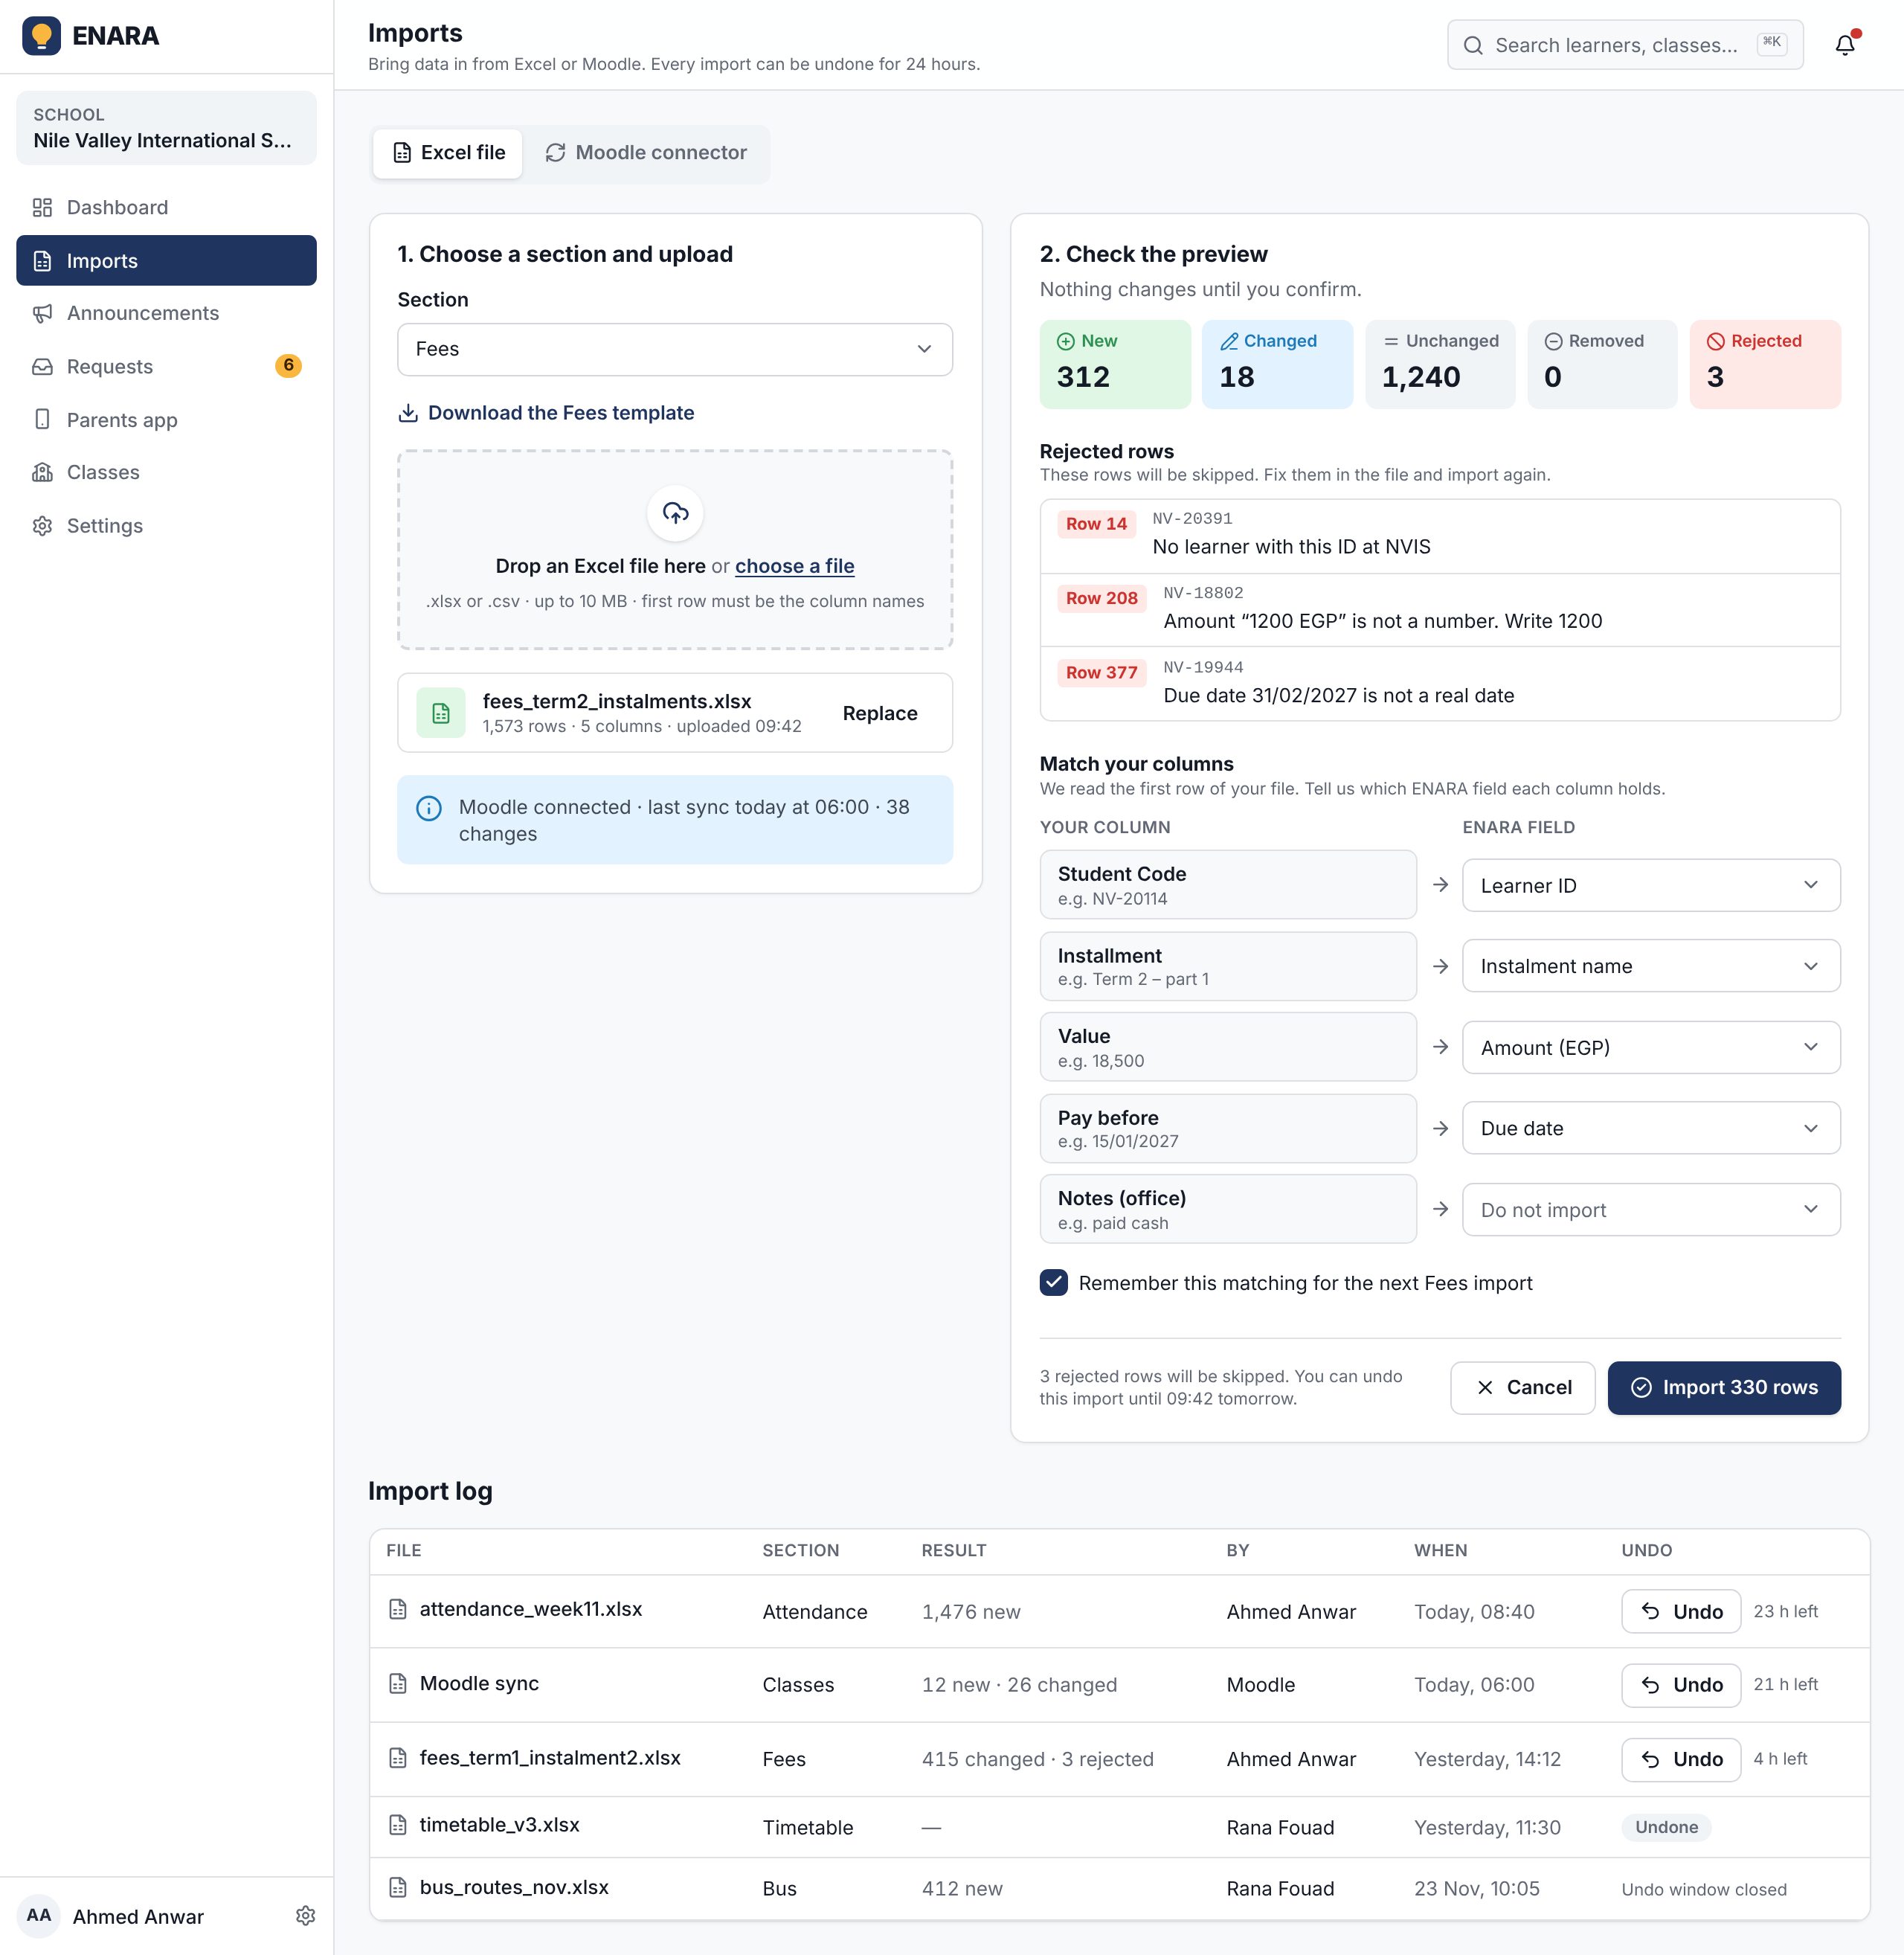 ENARA
SCHOOL
Nile Valley International S...
Dashboard
Imports
Announcements
Requests
6
Parents app
Classes
Settings
AA
Ahmed Anwar
Imports
Bring data in from Excel or Moodle. Every import can be undone for 24 hours.
Search learners, classes...
⌘K
Excel file
Moodle connector
1. Choose a section and upload
Section
Fees
Download the Fees template
Drop an Excel file here or choose a file
.xlsx or .csv · up to 10 MB · first row must be the column names
fees_term2_instalments.xlsx
1,573 rows · 5 columns · uploaded 09:42
Replace
Moodle connected · last sync today at 06:00 · 38
changes
2. Check the preview
Nothing changes until you confirm.
New
312
Changed
18
Unchanged
1,240
Removed
0
Rejected
3
Rejected rows
These rows will be skipped. Fix them in the file and import again.
Row 14
NV-20391
No learner with this ID at NVIS
Row 208
NV-18802
Amount “1200 EGP” is not a number. Write 1200
Row 377
NV-19944
Due date 31/02/2027 is not a real date
Match your columns
We read the first row of your file. Tell us which ENARA field each column holds.
YOUR COLUMN
ENARA FIELD
Student Code
e.g. NV-20114
Learner ID
Installment
e.g. Term 2 – part 1
Instalment name
Value
e.g. 18,500
Amount (EGP)
Pay before
e.g. 15/01/2027
Due date
Notes (office)
e.g. paid cash
Do not import
Remember this matching for the next Fees import
3 rejected rows will be skipped. You can undo
this import until 09:42 tomorrow.
Cancel
Import 330 rows
Import log
FILE SECTION RESULT BY WHEN UNDO
attendance_week11.xlsx Attendance 1,476 new Ahmed Anwar Today, 08:40 Undo 23 h left
Moodle sync Classes 12 new · 26 changed Moodle Today, 06:00 Undo 21 h left
fees_term1_instalment2.xlsx Fees 415 changed · 3 rejected Ahmed Anwar Yesterday, 14:12 Undo 4 h left
timetable_v3.xlsx Timetable — Rana Fouad Yesterday, 11:30 Undone
bus_routes_nov.xlsx Bus 412 new Rana Fouad 23 Nov, 10:05 Undo window closed